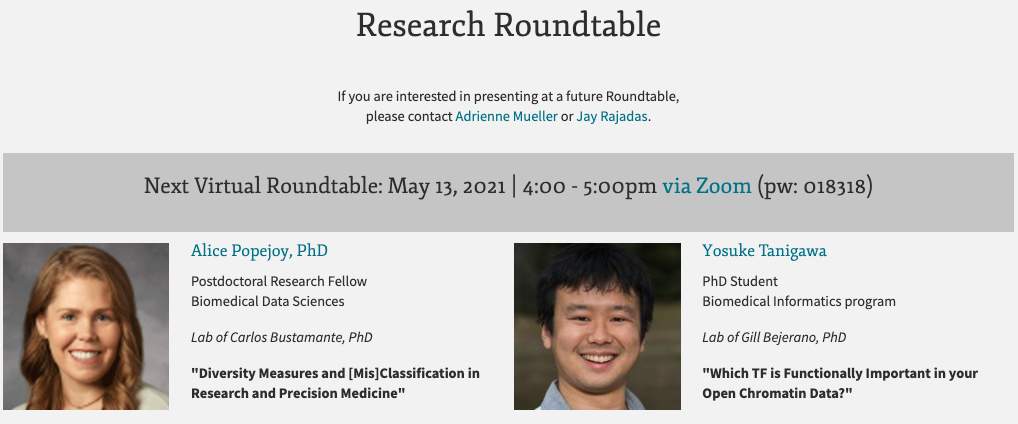 Research Roundtable
If you are interested in presenting at a future Roundtable,
please contact Adrienne Mueller or Jay Rajadas.
Next Virtual Roundtable: May 13, 2021 | 4:00 - 5:00pm via Zoom (pw: 018318)
Alice Popejoy, PhD
Postdoctoral Research Fellow
Biomedical Data Sciences
Lab of Carlos Bustamante, PhD
"Diversity Measures and [Mis]Classification in
Research and Precision Medicine"
Yosuke Tanigawa
PhD Student
Biomedical Informatics program
Lab of Gill Bejerano, PhD
"Which TF is Functionally Important in your
Open Chromatin Data?"